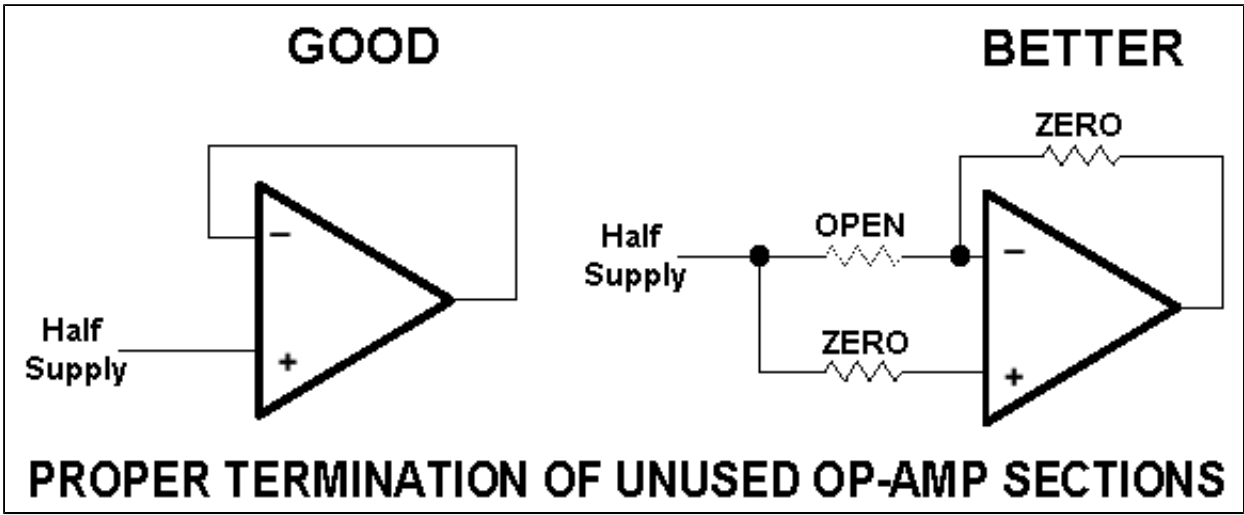 GOOD
BETTER
−
+
Half
Supply
ZERO
OPEN
ZERO
Half
Supply
−
+
PROPER TERMINATION OF UNUSED OP-AMP SECTIONS